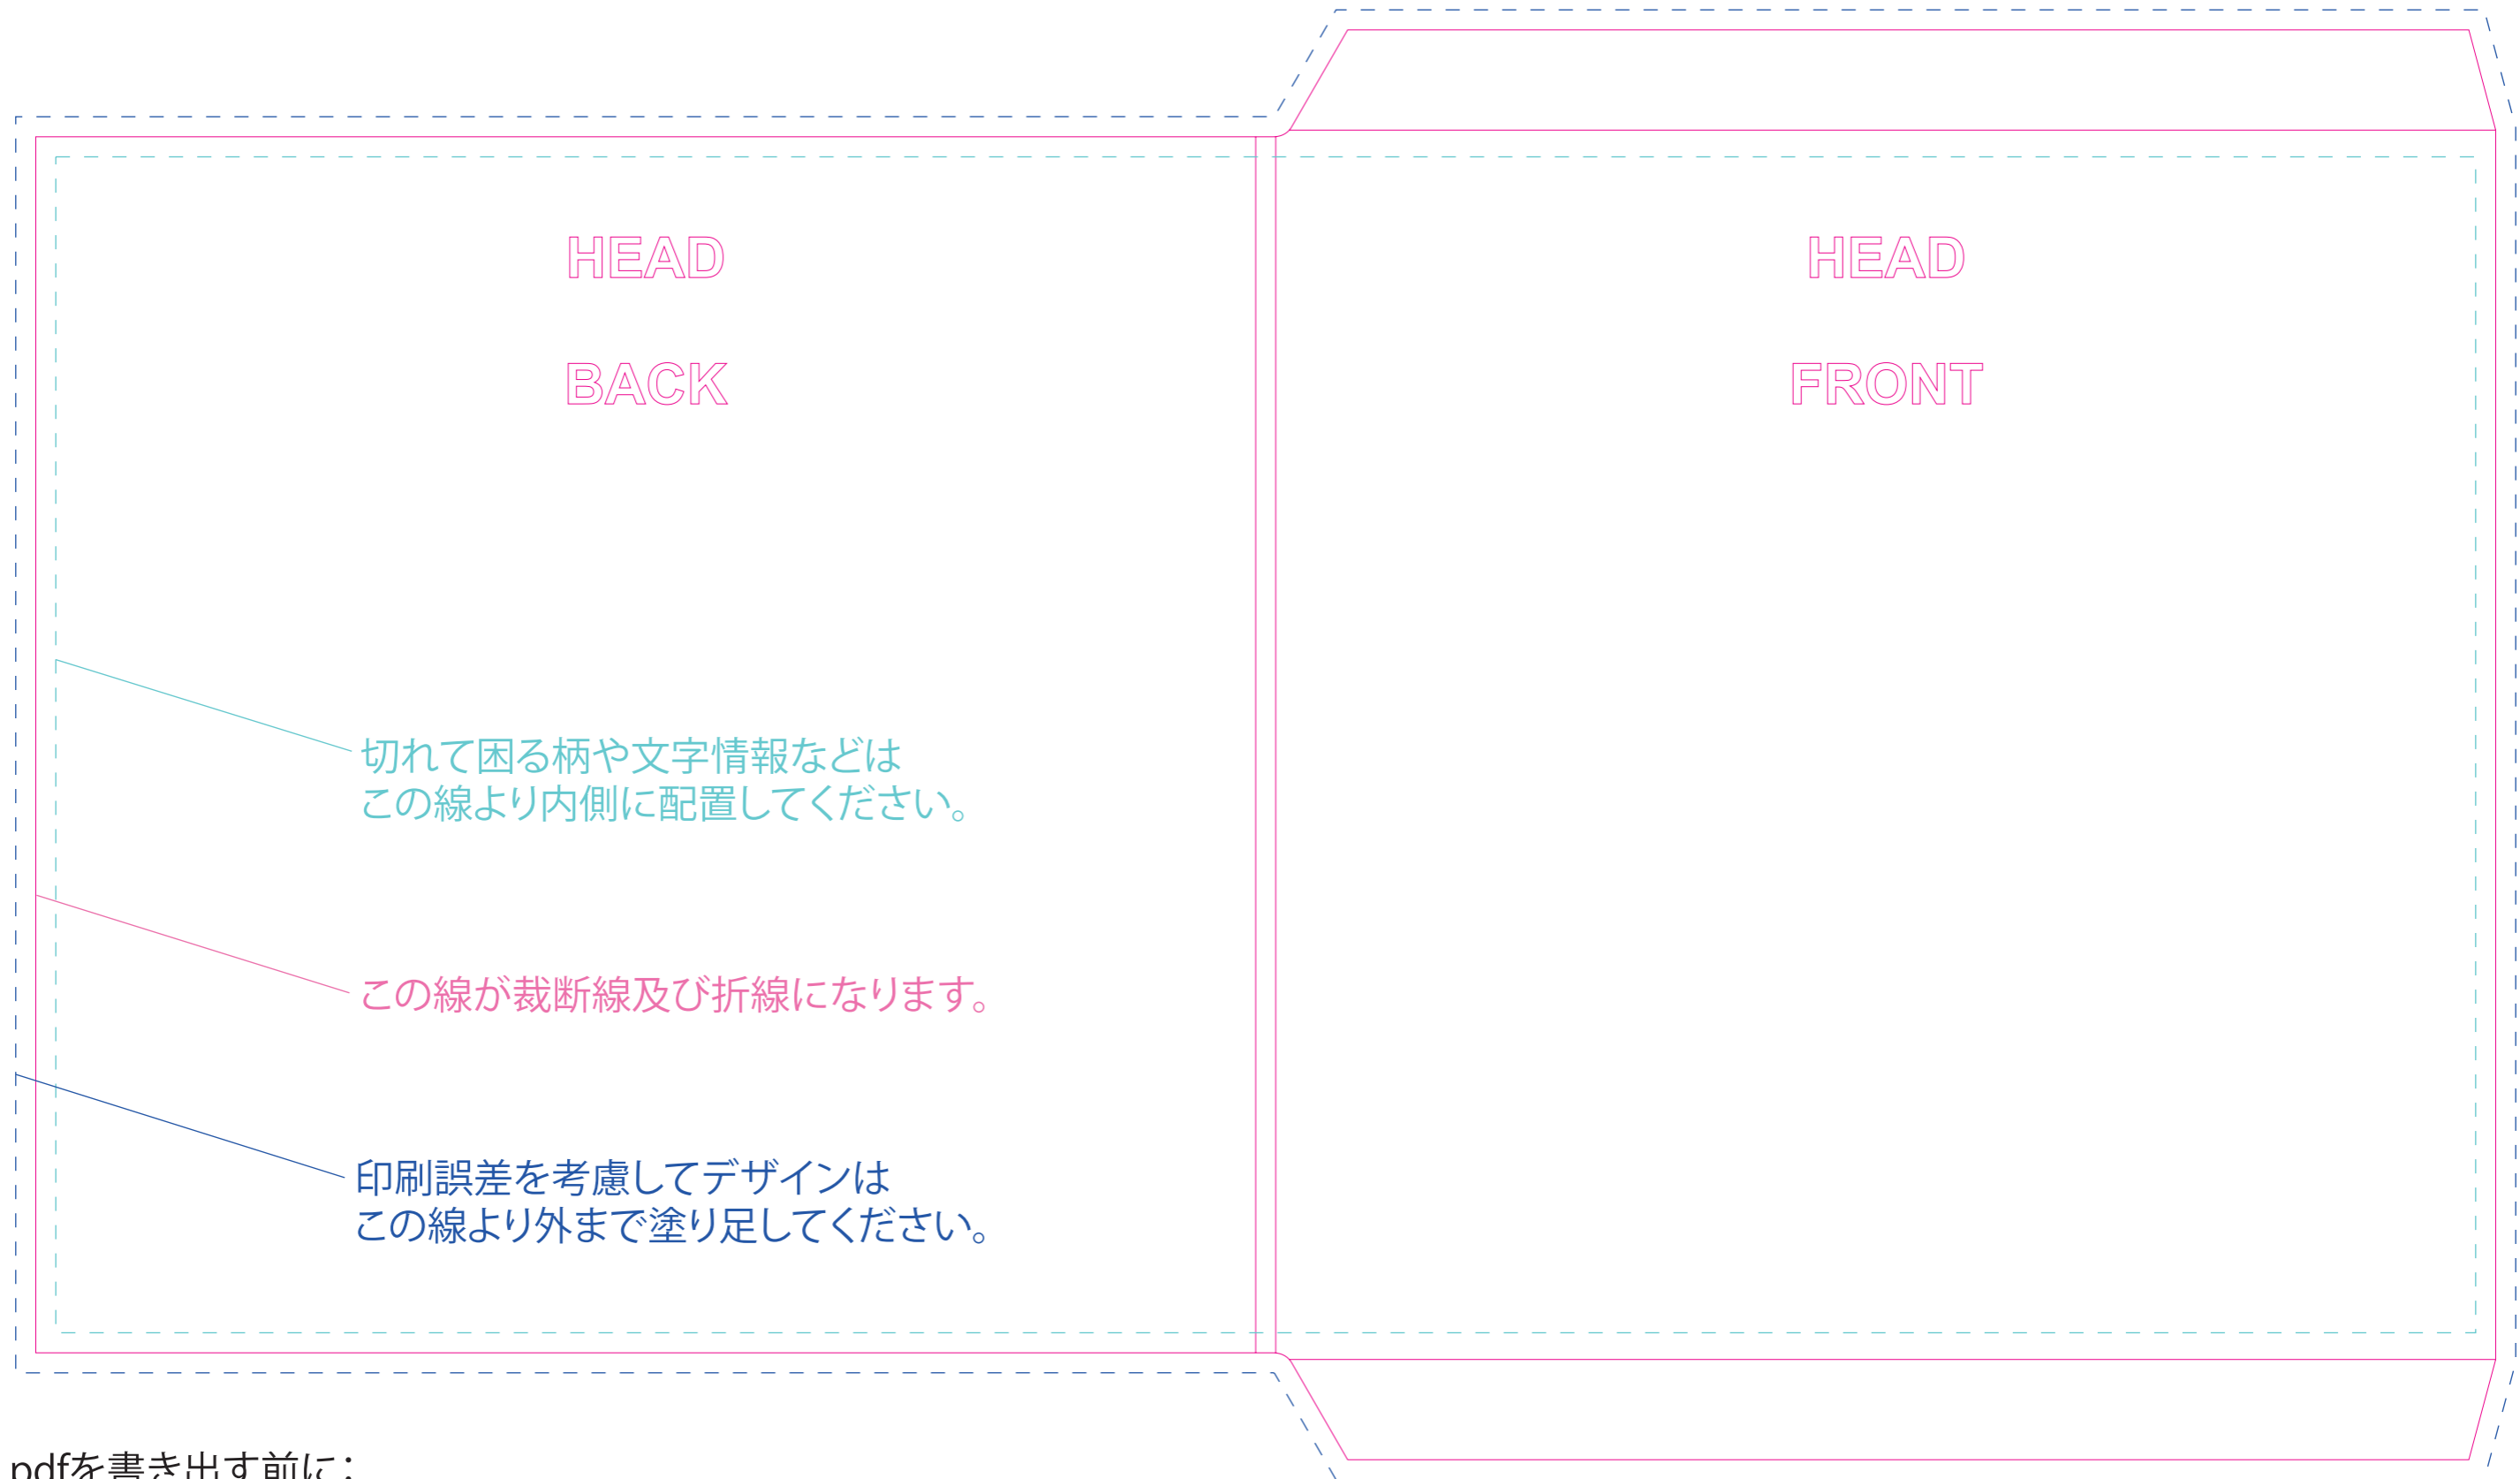 HEAD
HEAD
BACK
FRONT
切れて困る柄や文字情報などは
この線より内側に配置してください。
この線が裁断線及び折線になります。
印刷誤差を考慮してデザインは
この線より外まで塗り足してください。
pdfを書き出す前に：